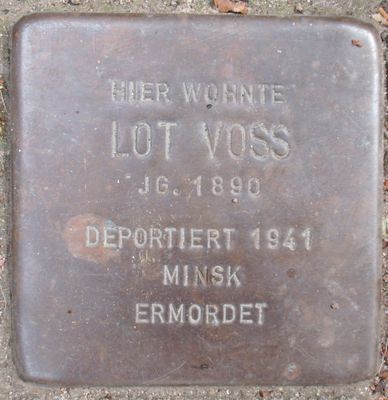 HIER WOHNTE
LOT VOSS
JG. 1890
DEPORTIERT 1941
MINSK
ERMORDET